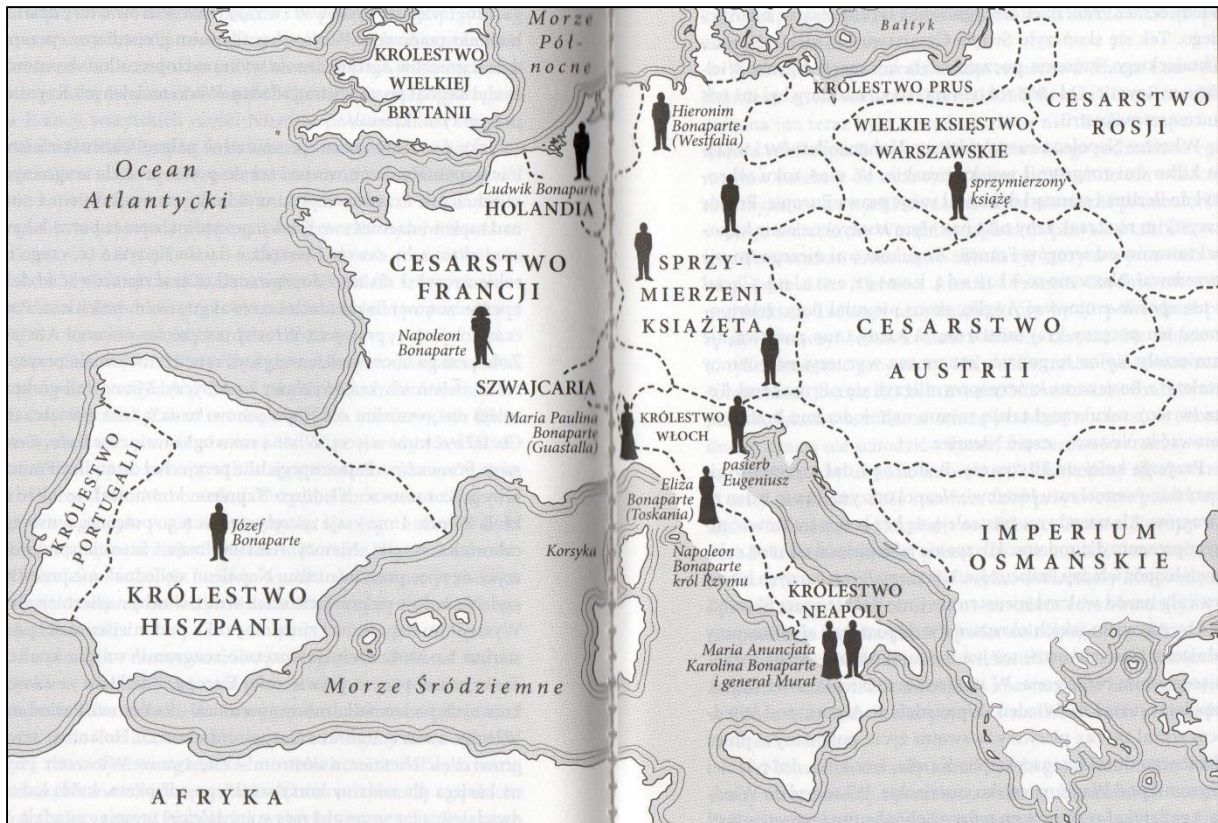 Morze
Pół-
nocne
Bałtyk
KRÓLESTWO
WIELKIEJ
BRYTANII
Ocean
Atlantycki
Ludwik Bonaparte
HOLANDIA
Hieronim
Bonaparte
(Westfalia)
KRÓLESTWO PRUS
WIELKIE KSIĘSTWO
WARSZAWSKIE
CESARSTWO
ROSJI
sprzymierzony
książę
CESARSTWO
FRANCJI
Napoleon
Bonaparte
SPRZY-
MIERZENI
KSIĄŻĘTA
CESARSTWO
AUSTRII
SZWAJCARIA
Maria Paulina
Bonaparte
(Guastalla)
KRÓLESTWO
WŁOCH
pasierb
Eugeniusz
Eliza
Bonaparte
(Toskania)
KRÓLESTWO
PORTUGALII
Józef
Bonaparte
KRÓLESTWO
HISZPANII
Korsyka
Napoleon
Bonaparte
król Rzymu
KRÓLESTWO
NEAPOLU
Maria Anuncjata
Karolina Bonaparte
i generał Murat
IMPERIUM
OSMAŃSKIE
Morze Śródziemne
AFRYKA